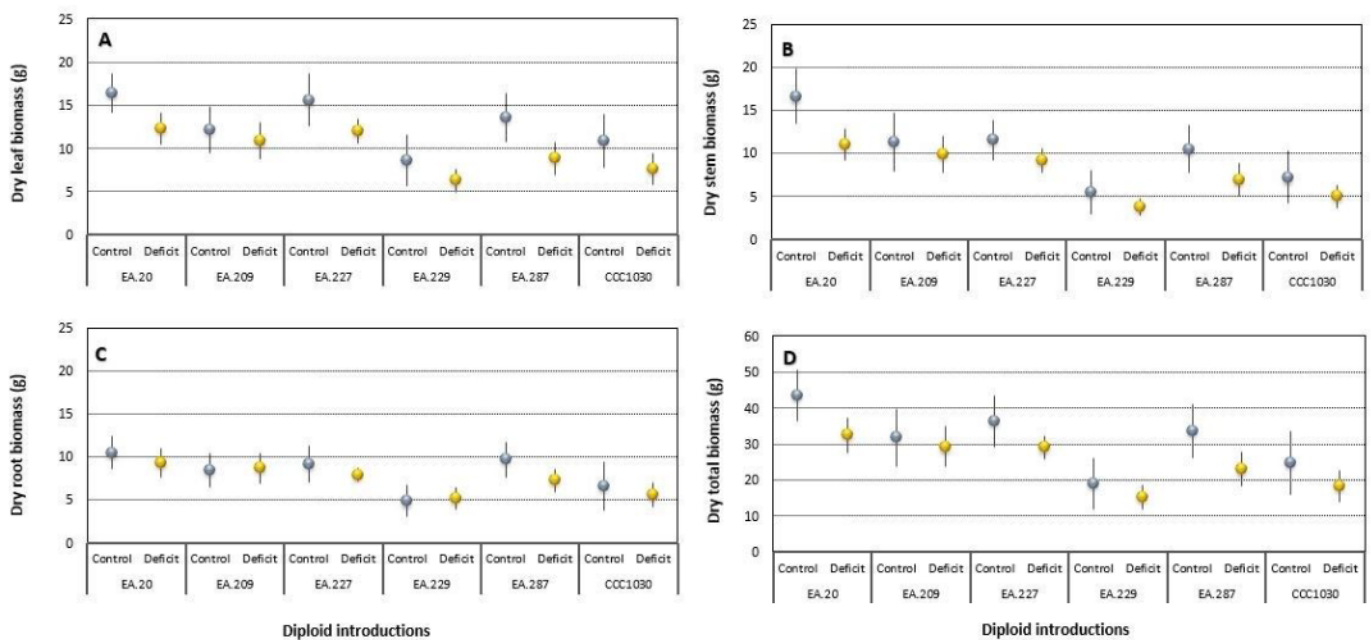 A
Dry leaf biomass (g)
25
20
15
10
5
0
Control Deficit Control Deficit Control Deficit Control Deficit Control Deficit Control Deficit
EA.20 EA.209 EA.227 EA.229 EA.287 CCC1030
B
Dry stem biomass (g)
25
20
15
10
5
0
Control Deficit Control Deficit Control Deficit Control Deficit Control Deficit Control Deficit
EA.20 EA.209 EA.227 EA.229 EA.287 CCC1030
C
Dry root biomass (g)
25
20
15
10
5
0
Control Deficit Control Deficit Control Deficit Control Deficit Control Deficit Control Deficit
EA.20 EA.209 EA.227 EA.229 EA.287 CCC1030
Diploid introductions
D
Dry total biomass (g)
60
50
40
30
20
10
0
Control Deficit Control Deficit Control Deficit Control Deficit Control Deficit Control Deficit
EA.20 EA.209 EA.227 EA.229 EA.287 CCC1030
Diploid introductions